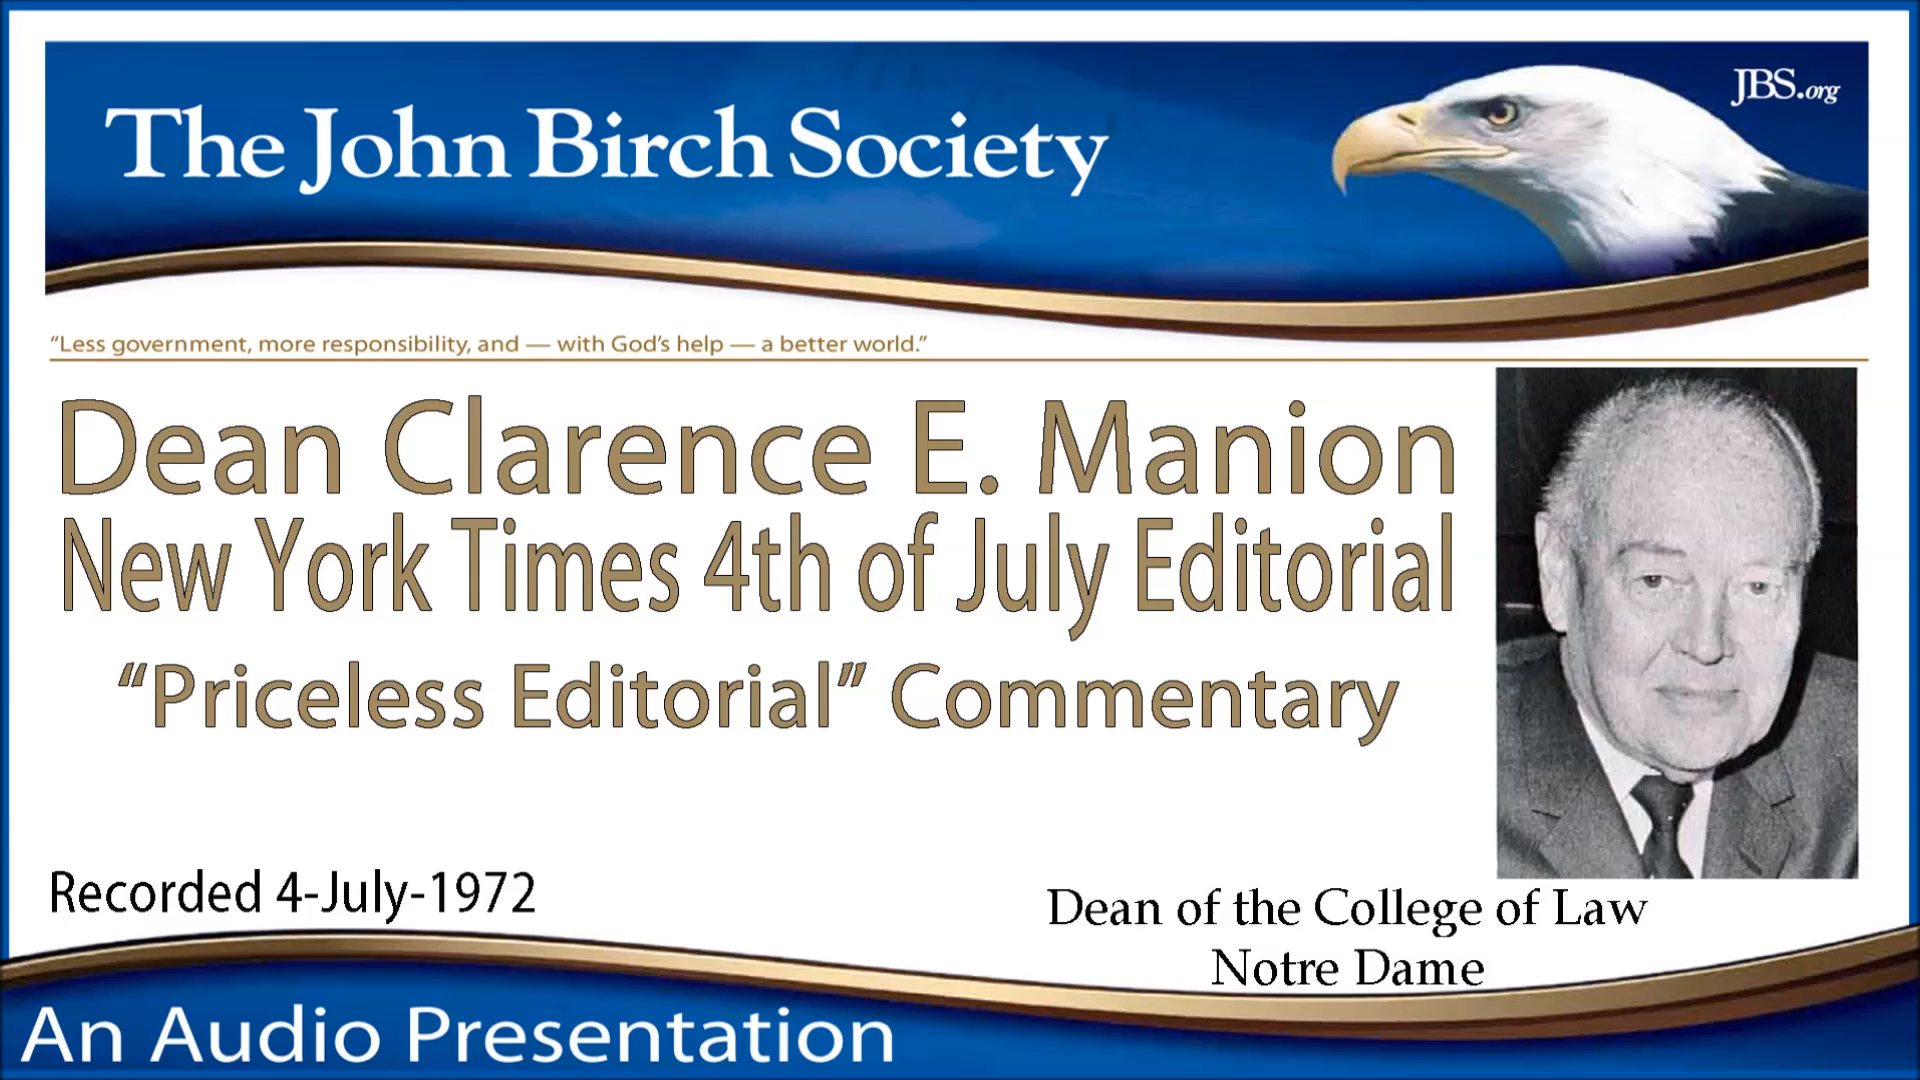 The John Birch Society
JBS.org
“Less government, more responsibility, and — with God’s help — a better world.”
Dean Clarence E. Manion
New York Times 4th of July Editorial
“Priceless Editorial” Commentary
Recorded 4-July-1972
Dean of the College of Law
Notre Dame
An Audio Presentation